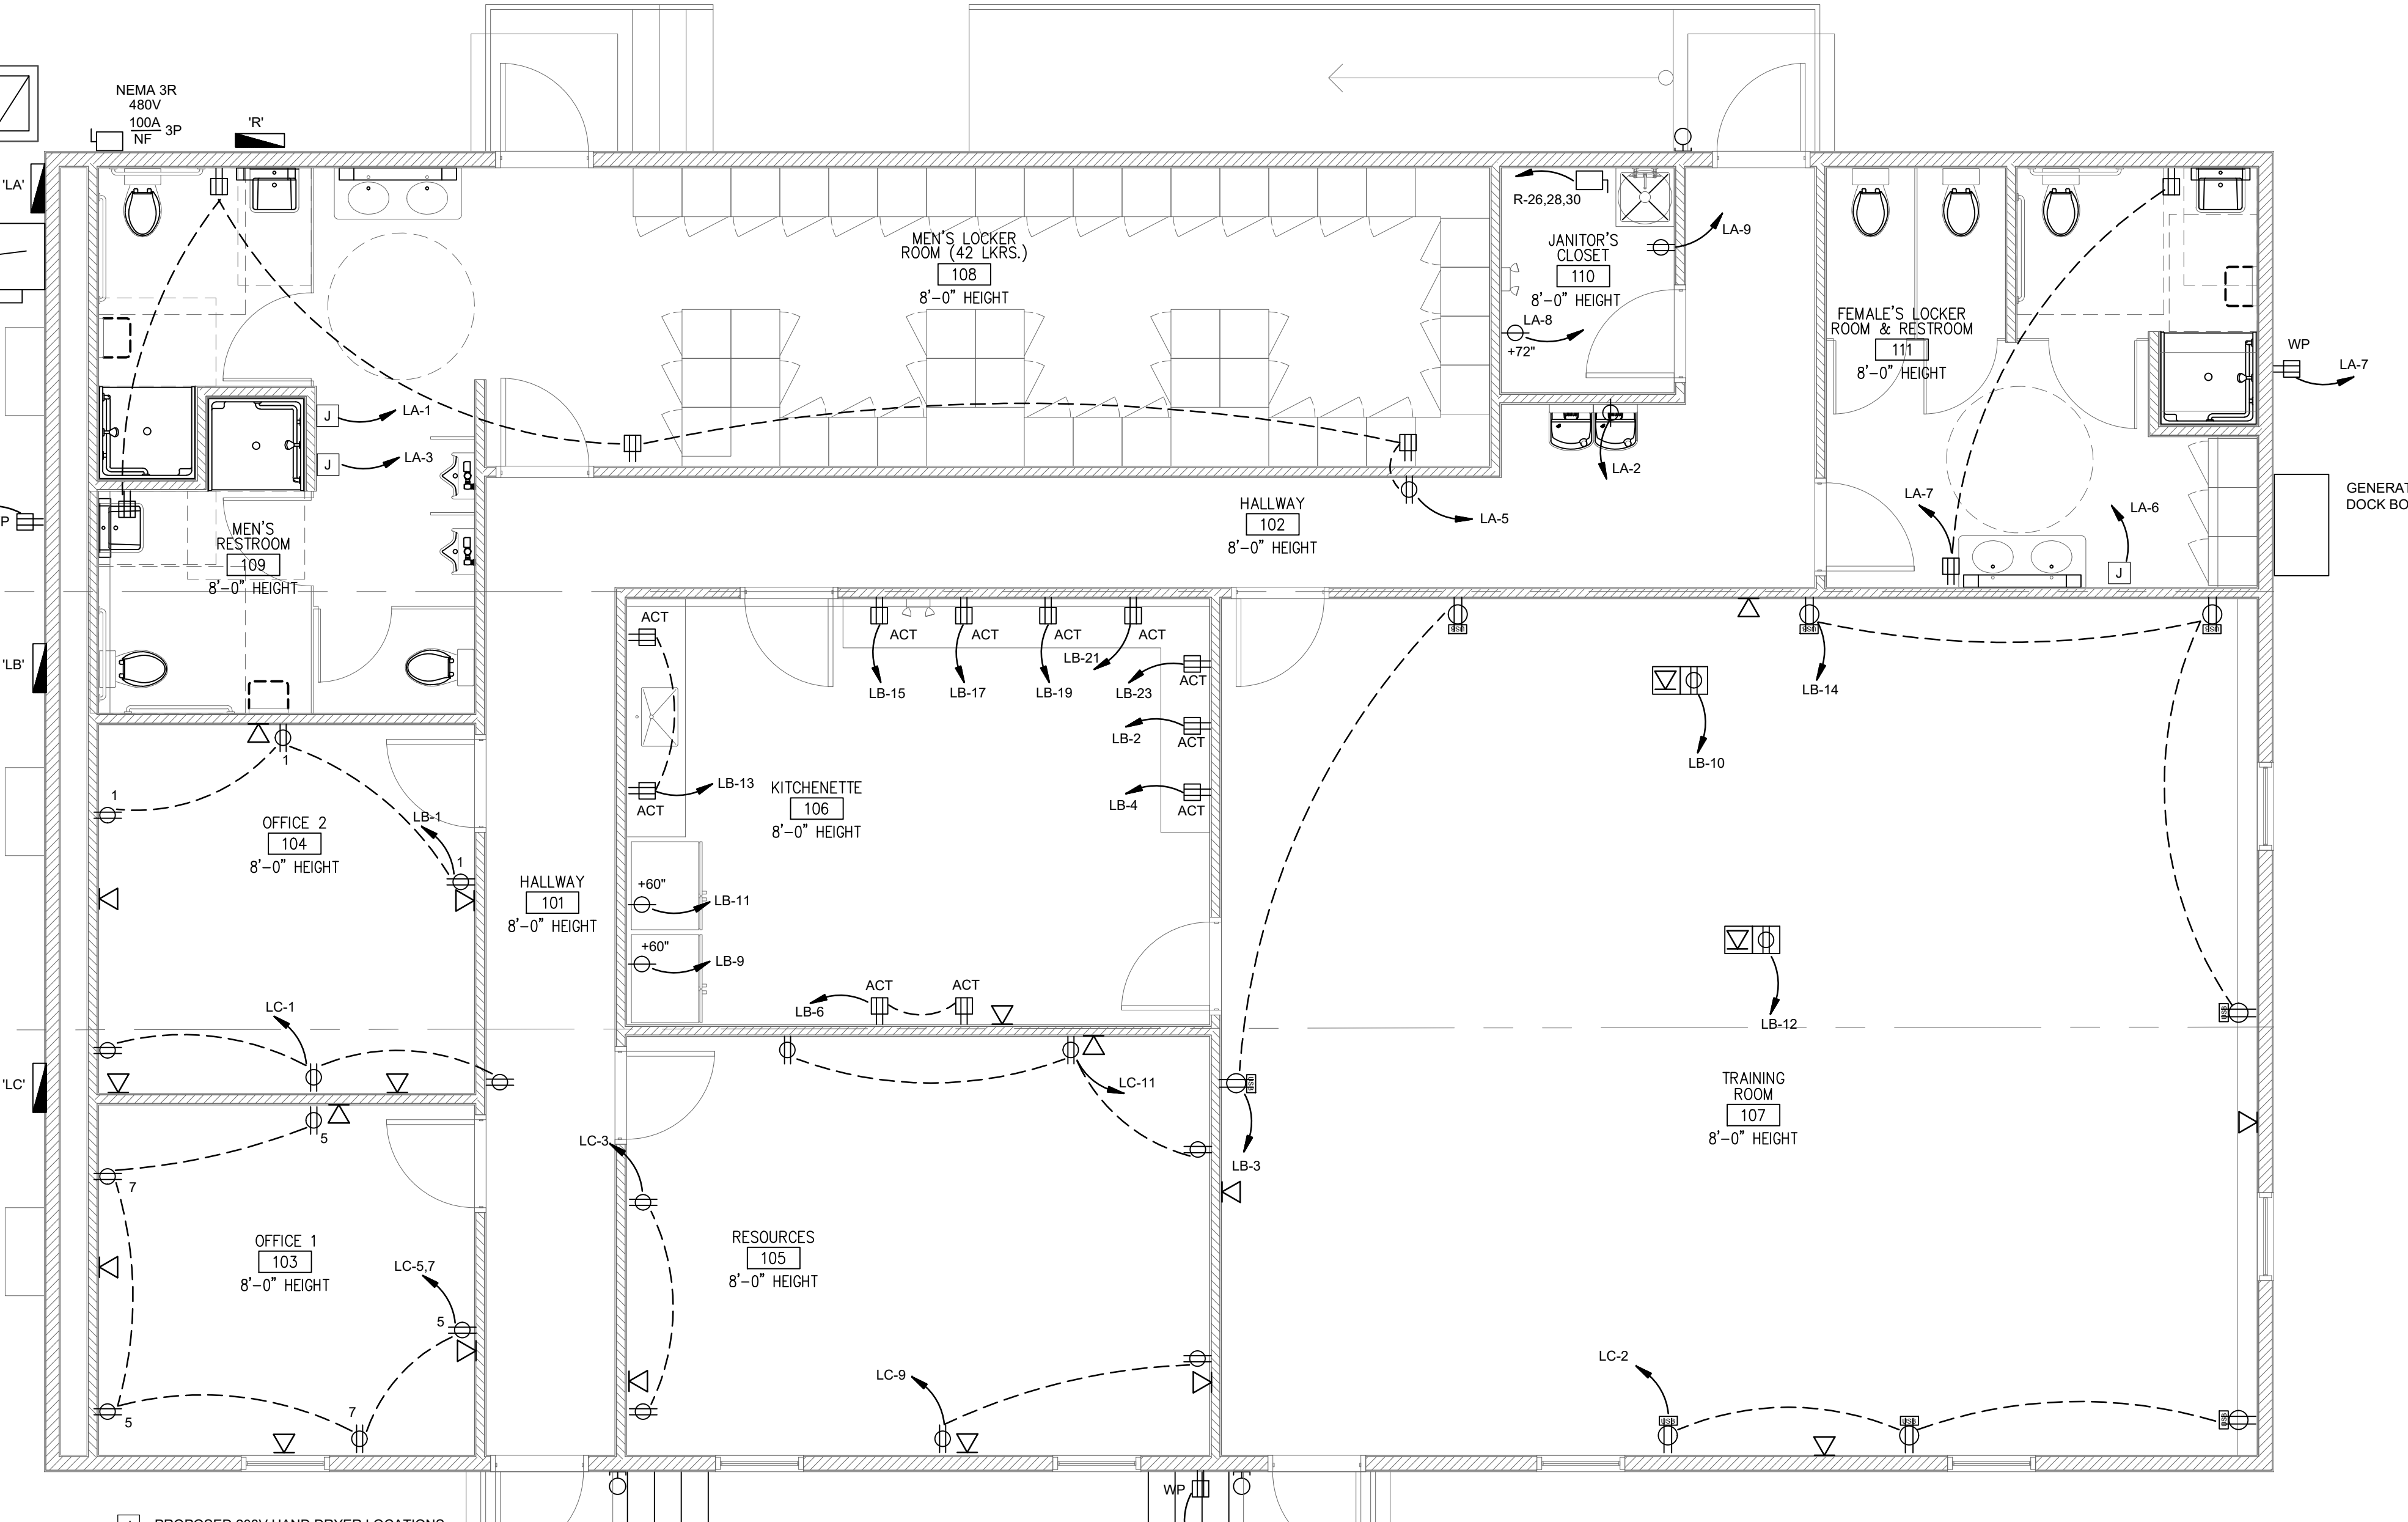 NEMA 3R
480V
100A
NF
3P
'R'
'LA'
R-26,28,30
LA-9
MEN'S LOCKER
ROOM (42 LKRS.)
108
8'-0" HEIGHT
JANITOR'S
CLOSET
110
8'-0" HEIGHT
LA-8
+72"
FEMALE'S LOCKER
ROOM & RESTROOM
111
8'-0" HEIGHT
WP
LA-7
J
LA-1
J
LA-3
LA-2
P
MEN'S
RESTROOM
109
8'-0" HEIGHT
HALLWAY
102
8'-0" HEIGHT
LA-5
LA-7
LA-6
J
GENERAT
DOCK BO
'LB'
ACT
ACT
ACT
ACT
ACT
LB-15
LB-17
LB-19
LB-21
LB-23
ACT
LB-2
ACT
LB-4
ACT
LB-13
ACT
USB
USB
USB
LB-14
LB-10
KITCHENETTE
106
8'-0" HEIGHT
1
1
LB-1
1
OFFICE 2
104
8'-0" HEIGHT
HALLWAY
101
8'-0" HEIGHT
+60"
LB-11
+60"
LB-9
ACT
ACT
LB-6
LB-12
USB
LC-1
'LC'
LC-11
USB
LB-3
TRAINING
ROOM
107
8'-0" HEIGHT
5
7
LC-3
OFFICE 1
103
8'-0" HEIGHT
LC-5,7
5
5
7
RESOURCES
105
8'-0" HEIGHT
LC-9
LC-2
USB
USB
USB
WP